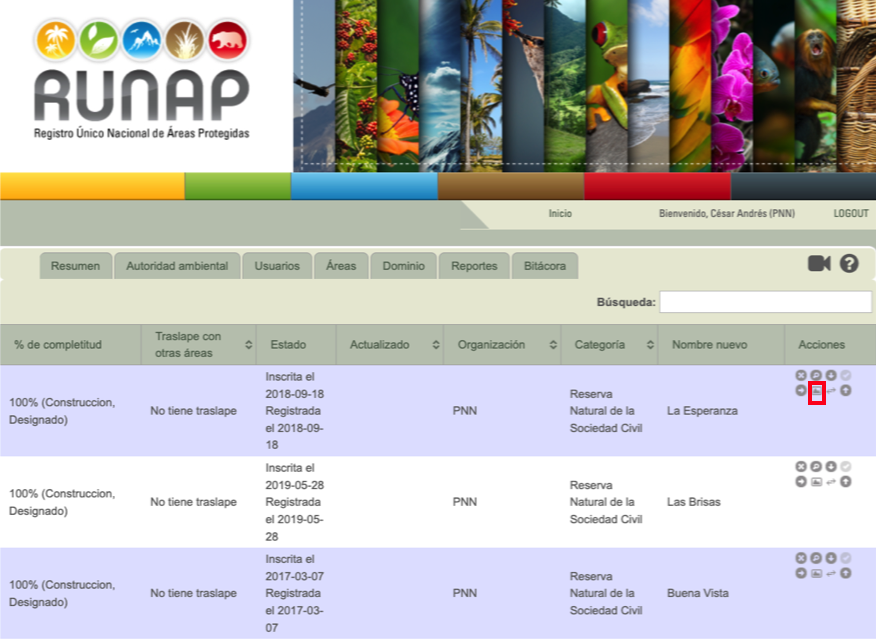 RUNAP
Registro Único Nacional de Áreas Protegidas
Inicio
Bienvenido, César Andrés (PNN)
LOGOUT
Resumen
Autoridad ambiental
Usuarios
Áreas
Dominio
Reportes
Bitácora
?
Búsqueda:
% de completitud
Traslape con
otras áreas
Estado
Actualizado
Organización
Categoría
Nombre nuevo
Acciones
100% (Construccion,
Designado)
No tiene traslape
Inscrita el
2018-09-18
Registrada
el 2018-09-
18
PNN
Reserva
Natural de la
Sociedad Civil
La Esperanza
100% (Construccion,
Designado)
No tiene traslape
Inscrita el
2019-05-28
Registrada
el 2019-05-
28
PNN
Reserva
Natural de la
Sociedad Civil
Las Brisas
100% (Construccion,
Designado)
No tiene traslape
Inscrita el
2017-03-07
Registrada
el 2017-03-
07
PNN
Reserva
Natural de la
Sociedad Civil
Buena Vista